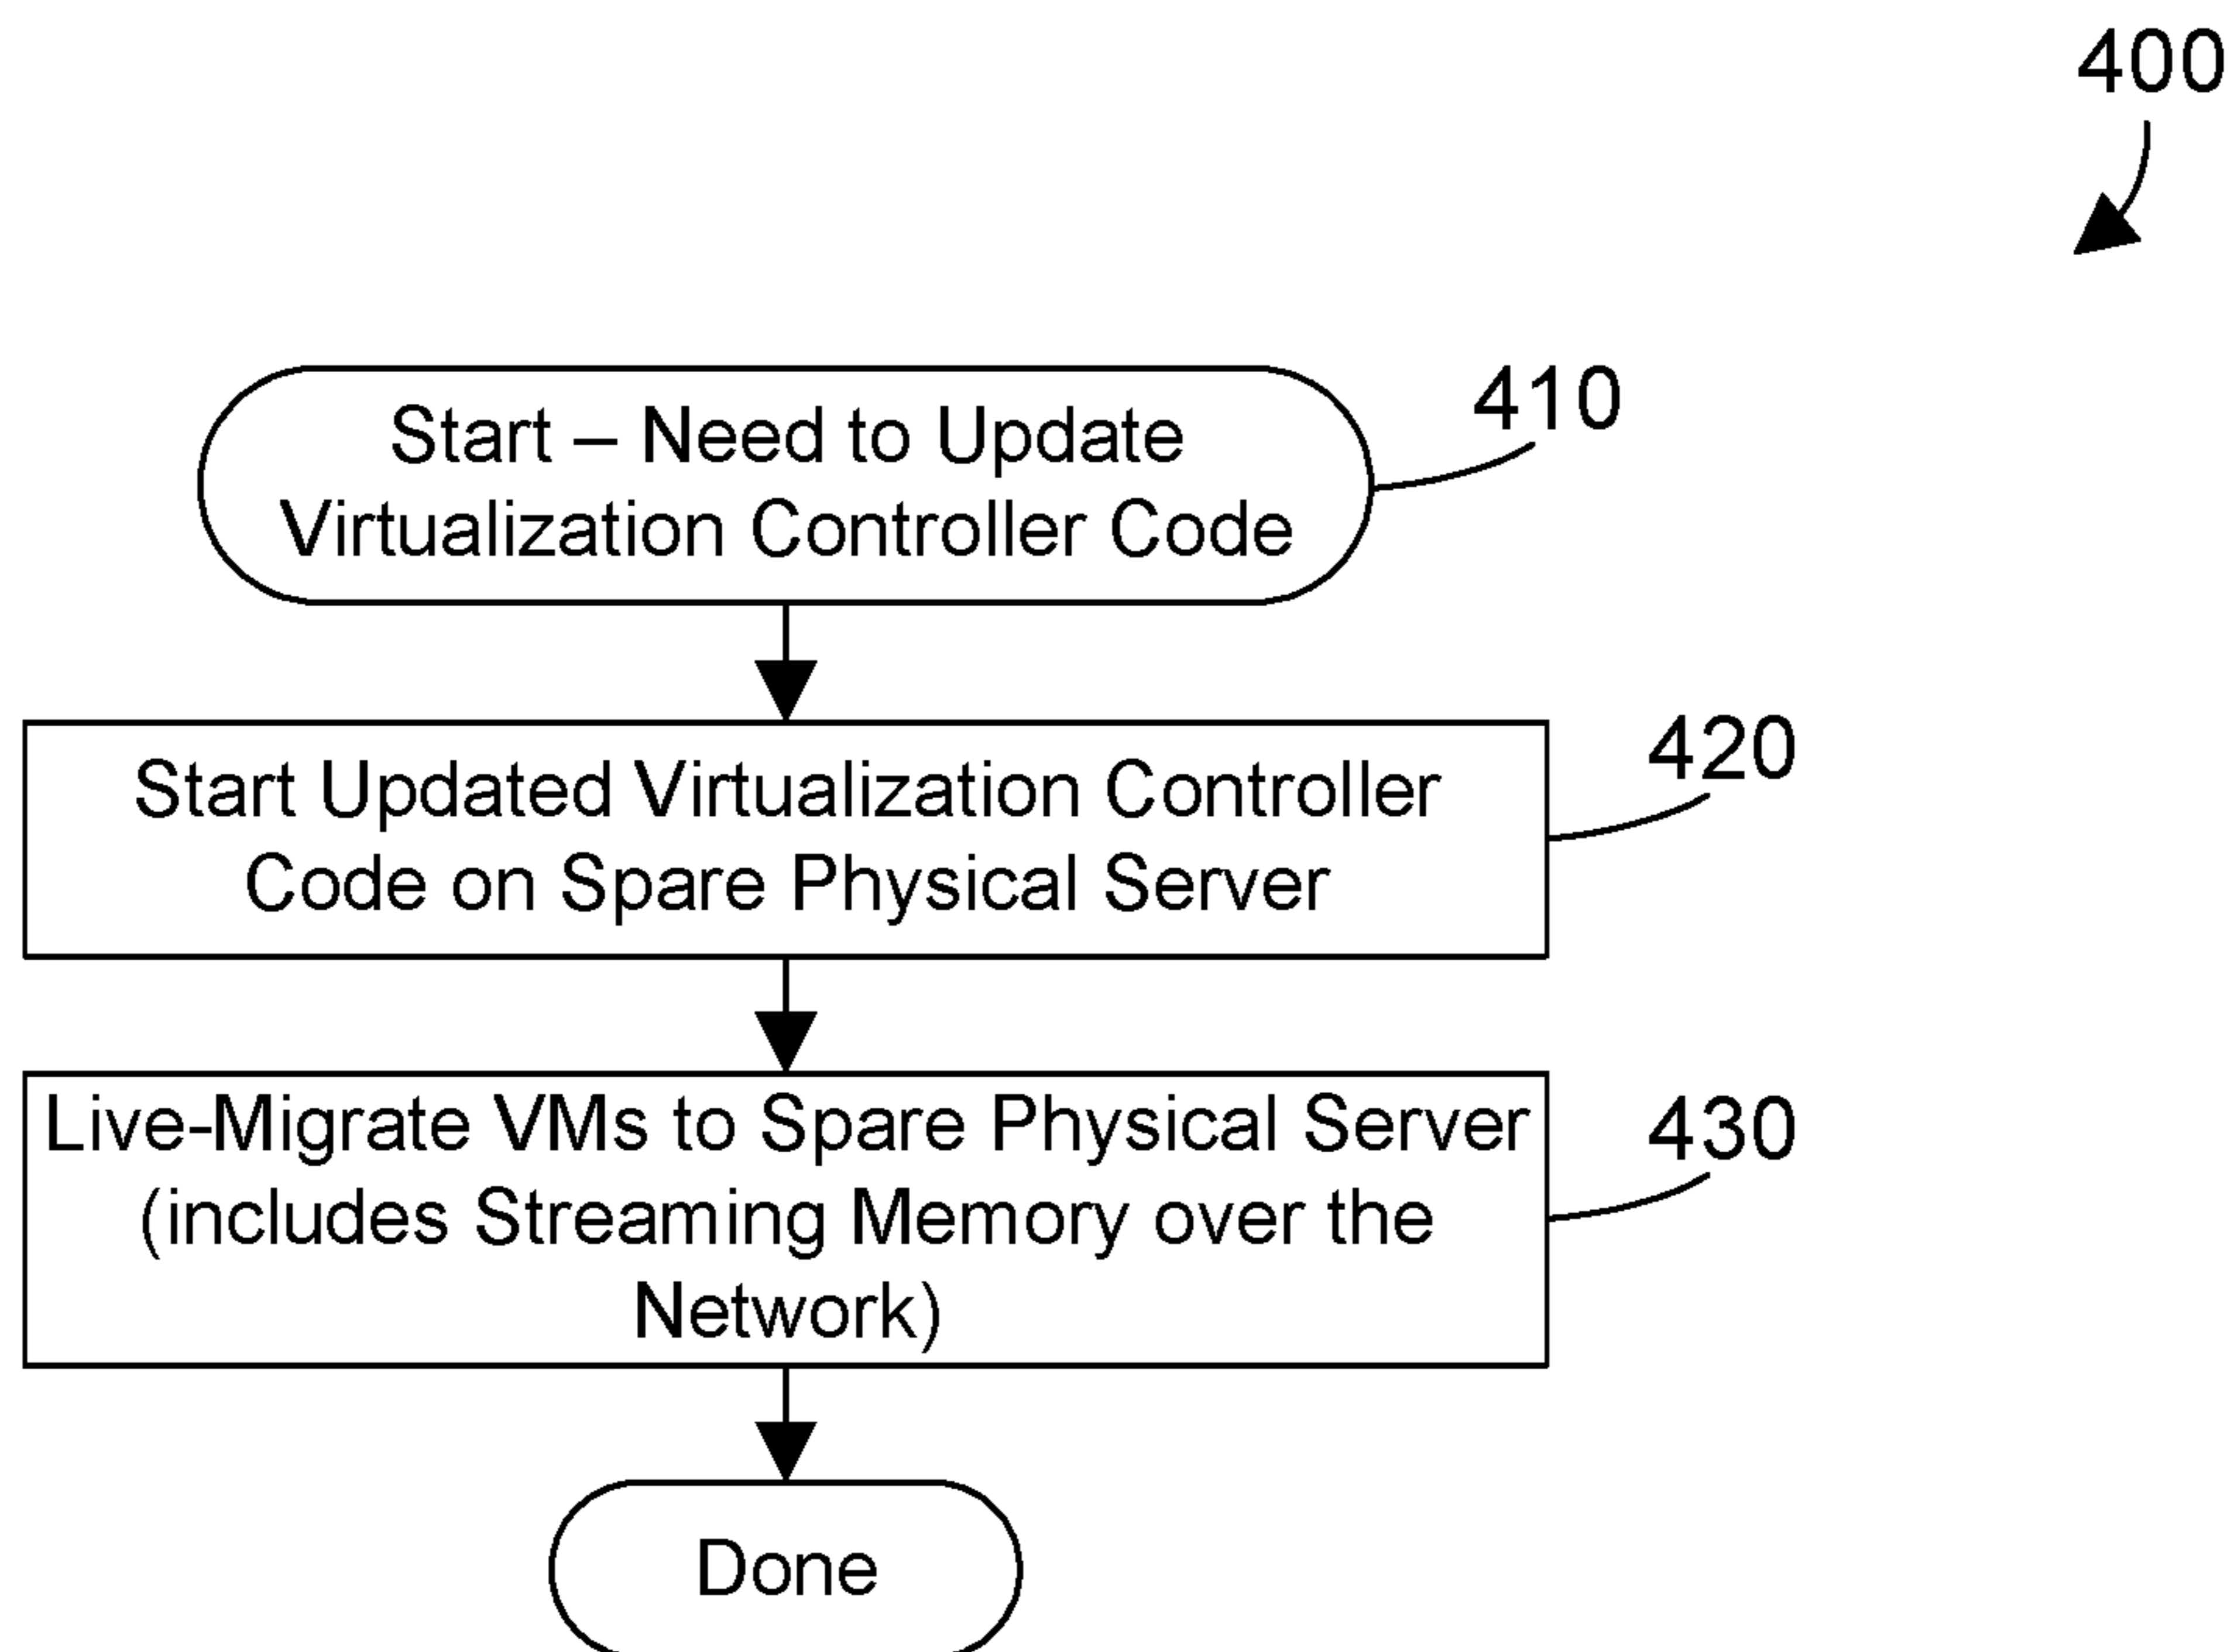 400
Start – Need to Update
Virtualization Controller Code
410
Start Updated Virtualization Controller
Code on Spare Physical Server
420
Live-Migrate VMs to Spare Physical Server
(includes Streaming Memory over the
Network)
430
Done